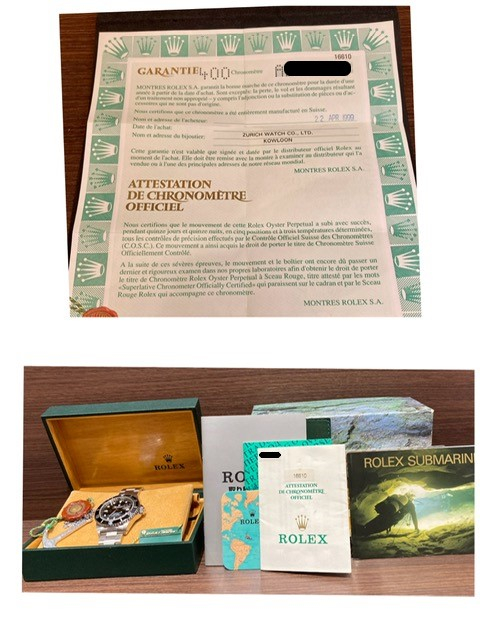 16610
GARANTIE 400 Chronomètre A
MONTRES ROLEX S.A. garantit la bonne marche de ce chronomètre pour la durée d'une
année à partir de la date d'achat. Sont exceptés: la perte, le vol et les dommages résultant
d'un traitement non approprié – y compris l'adjonction ou la substitution de pièces ou d'ac-
cessoires qui ne sont pas d'origine.
Nous certifions que ce chronomètre a été entièrement manufacturé en Suisse.
Nom et adresse de l'acheteur:
22 APR 1990
Date de l'achat:
Nom et adresse du bijoutier:
ZURICH WATCH CO., LTD.
KOWLOON
Cette garantie n'est valable que signée et datée par le distributeur officiel Rolex au
moment de l'achat. Elle doit être remise avec la montre à examiner au distributeur qui l'a
vendu ou à l'une des principales adresses de notre réseau mondial.
MONTRES ROLEX S.A.
ATTESTATION
DE CHRONOMÈTRE
OFFICIEL
Nous certifions que le mouvement de cette Rolex Oyster Perpetual a subi avec succès,
pendant quinze jours et quinze nuits, en cinq positions et à trois températures déterminées,
tous les contrôles de précision effectués par le Contrôle Officiel Suisse des Chronomètres
(C.O.S.C.). Ce mouvement a ainsi acquis le droit de porter le titre de Chronomètre Suisse
Officiellement Contrôlé.
A la suite de ces sévères épreuves, le mouvement et le boîtier ont encore dû passer un
dernier et rigoureux examen dans nos propres laboratoires afin d'obtenir le droit de porter
le titre de Chronomètre Rolex Oyster Perpetual à Sceau Rouge, titre attesté par les mots
«Superlative Chronometer Officially Certified» qui paraissent sur le cadran et par le Sceau
Rouge Rolex qui accompagne ce chronomètre.
MONTRES ROLEX S.A.
ROLEX
RO
ROLEX
16610
ATTESTATION
DE CHRONOMÈTRE
OFFICIEL
ROLEX
ROLEX SUBMARIN